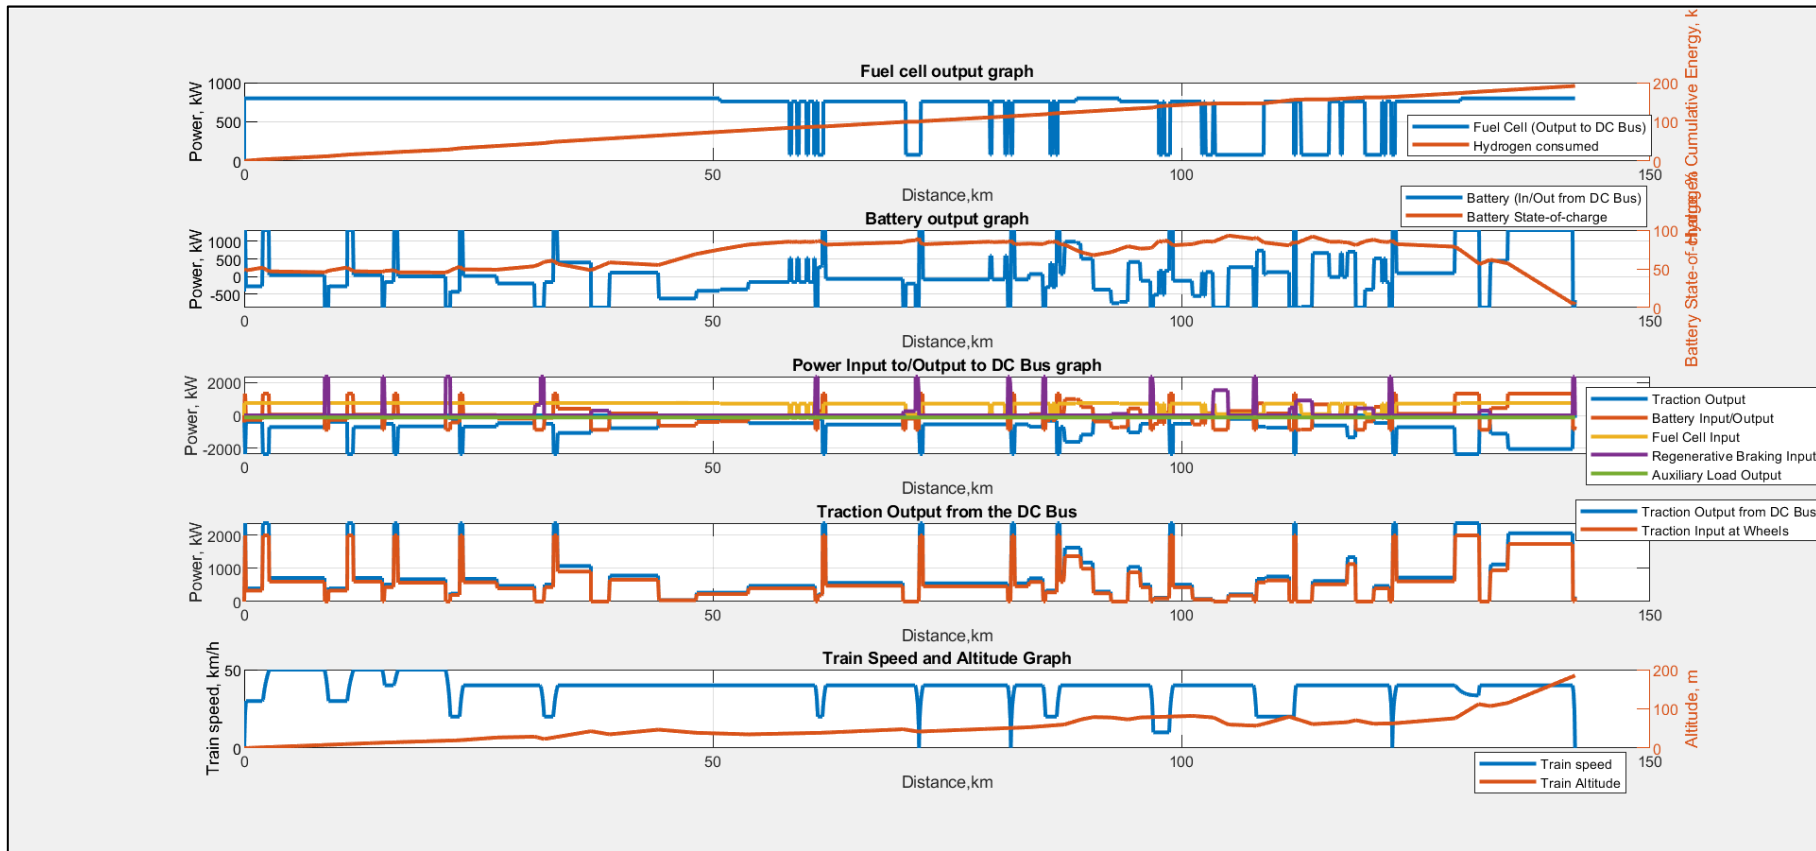 Fuel cell output graph
Power, kW
1000
500
0
200
100
0
Cumulative Energy, k
Fuel Cell (Output to DC Bus)
Hydrogen consumed
0
50
100
150
Distance,km
Battery (In/Out from DC Bus)
Battery State-of-charge
Battery output graph
Power, kW
1000
500
0
-500
100
50
0
Battery State-of-charge
0
50
100
150
Distance,km
Power Input to/Output to DC Bus graph
Power, kW
2000
0
-2000
Traction Output
Battery Input/Output
Fuel Cell Input
Regenerative Braking Input
Auxiliary Load Output
0
50
100
150
Distance,km
Traction Output from the DC Bus
Power, kW
2000
1000
0
Traction Output from DC Bus
Traction Input at Wheels
0
50
100
150
Distance,km
Train Speed and Altitude Graph
Train speed, km/h
50
0
200
100
0
Altitude, m
0
50
100
150
Distance,km
Train speed
Train Altitude